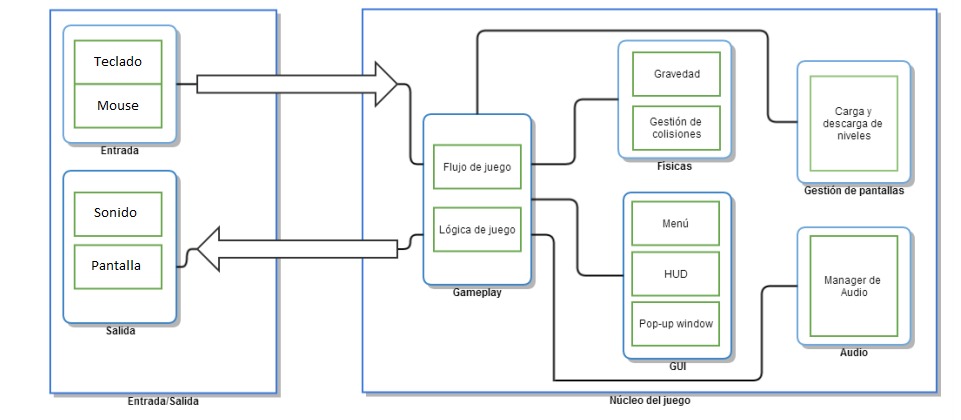 Teclado
Mouse
Entrada
Sonido
Pantalla
Salida
Entrada/Salida
Flujo de juego
Lógica de juego
Gameplay
Gravedad
Gestión de
colisiones
Físicas
Menú
HUD
Pop-up window
GUI
Carga y
descarga de
niveles
Gestión de pantallas
Manager de
Audio
Audio
Núcleo del juego